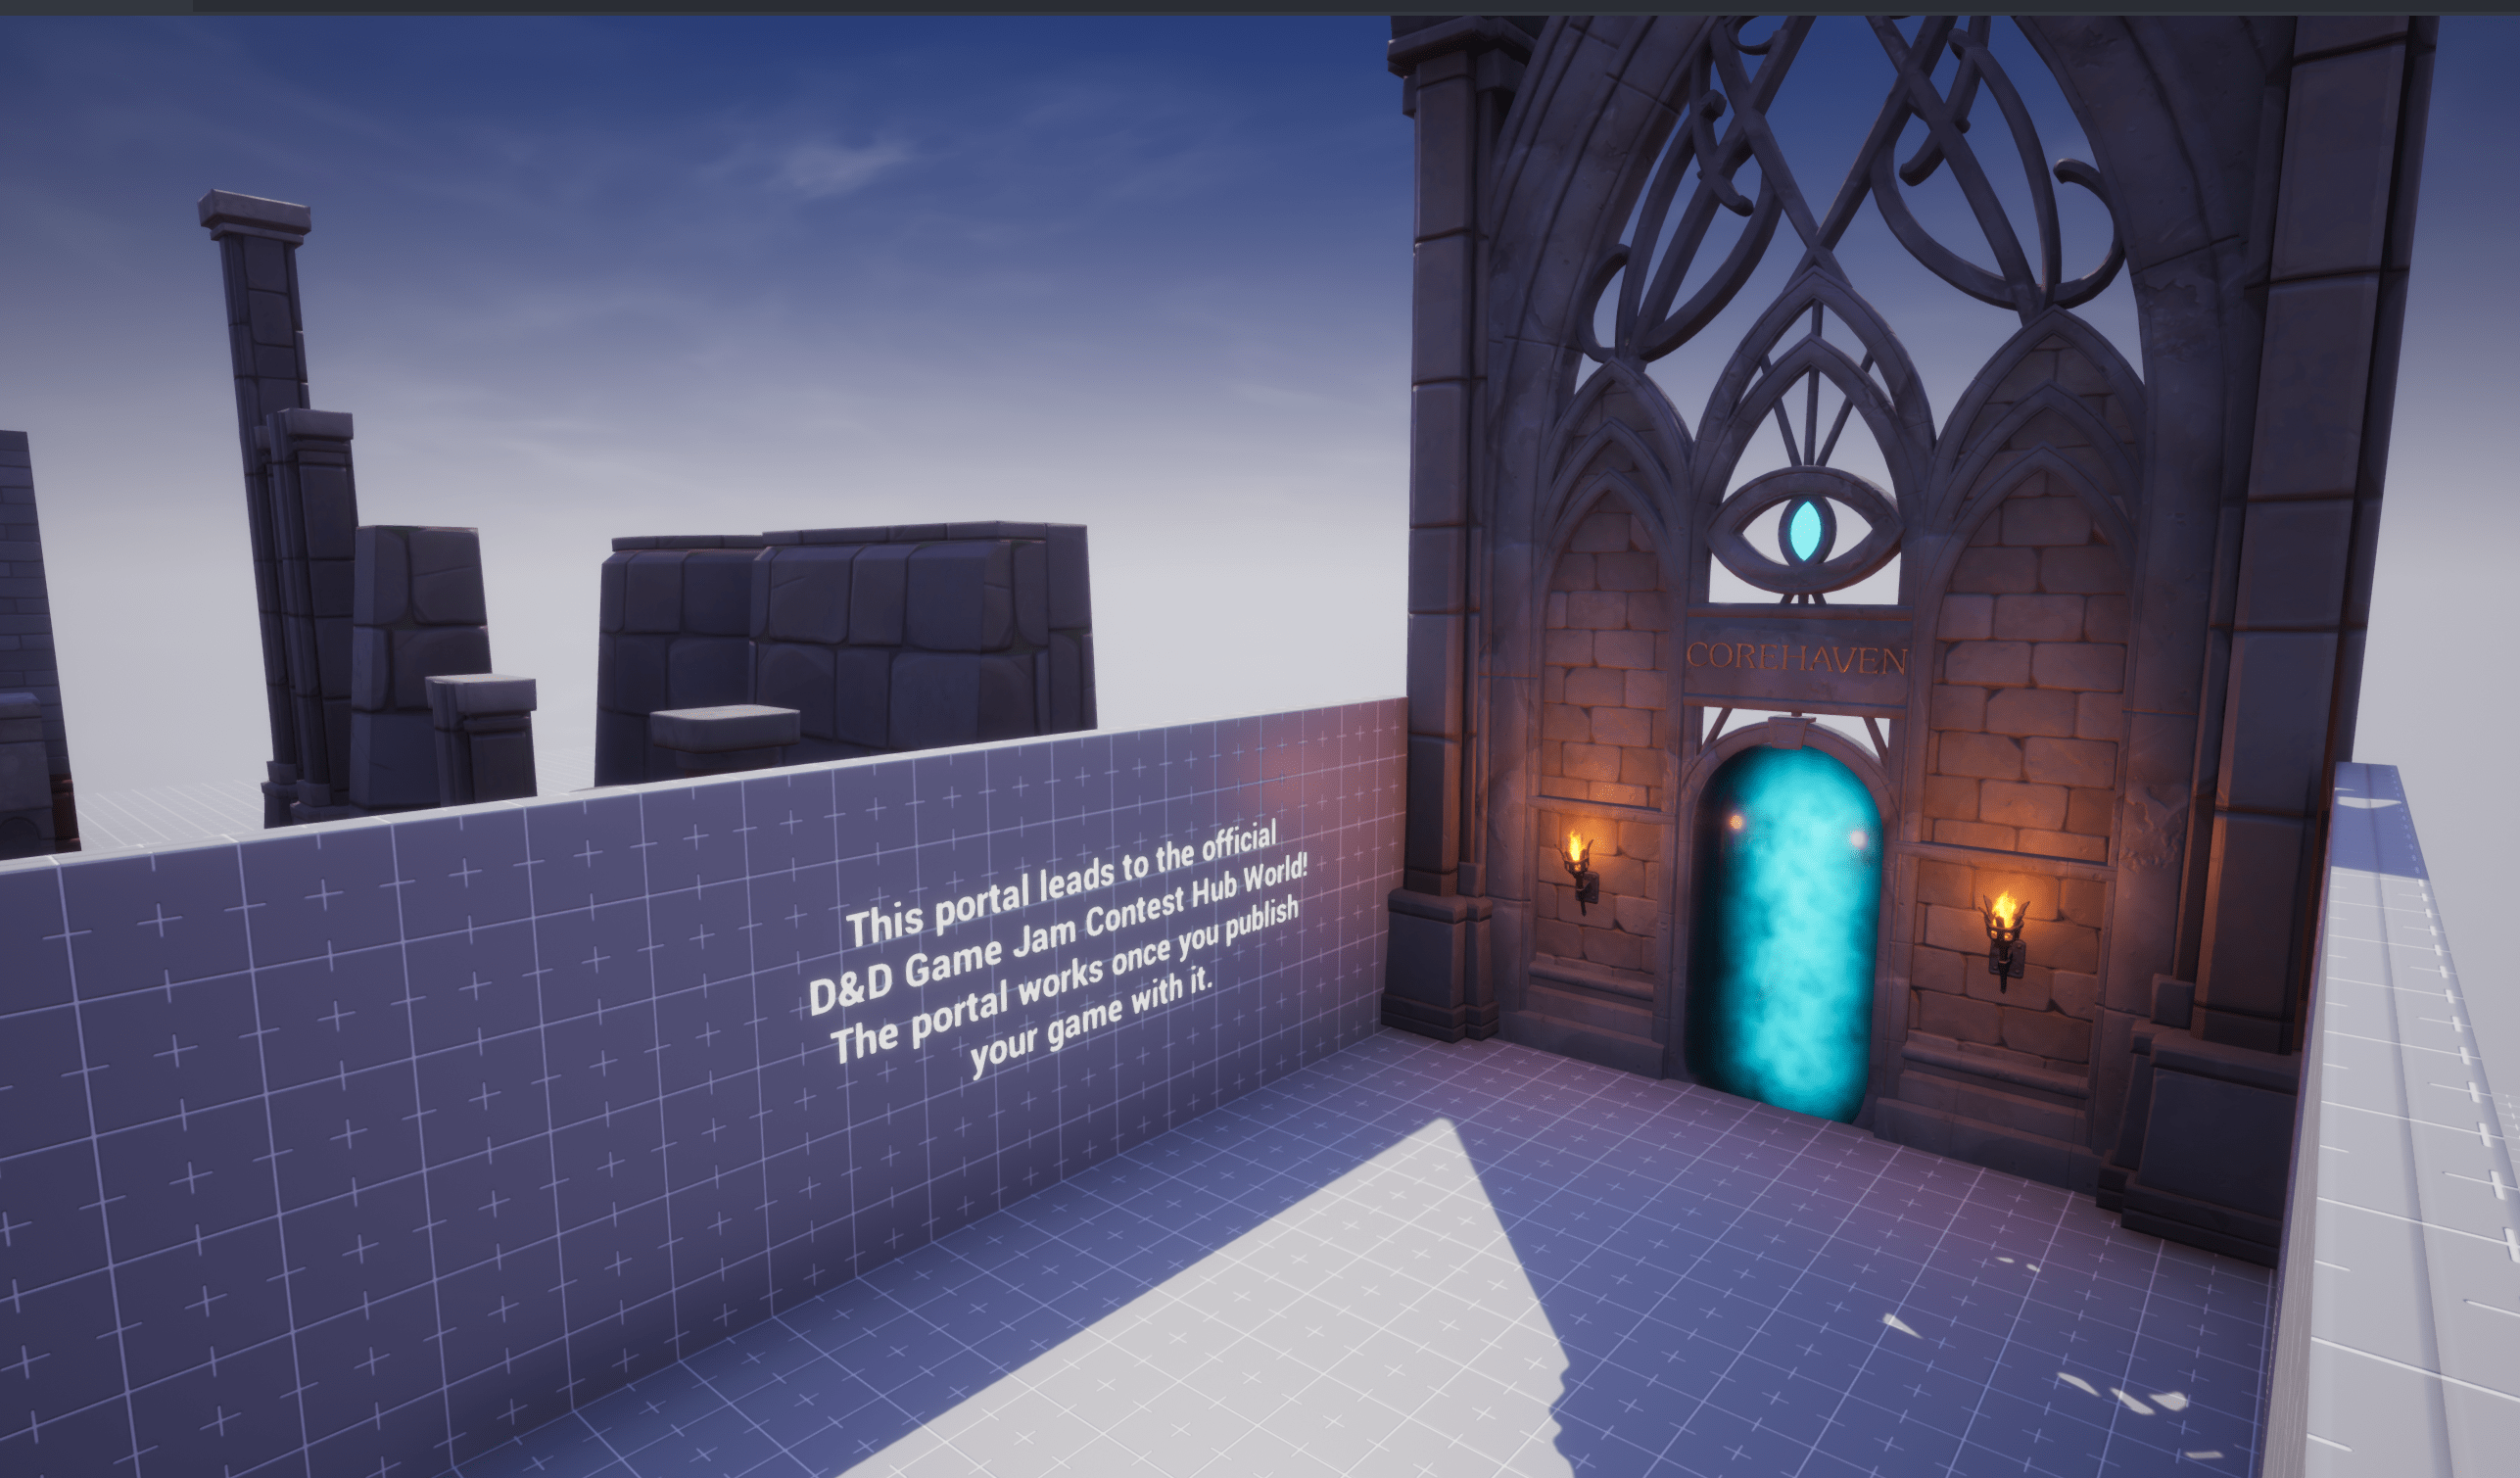 COREHAVEN
This portal leads to the official
D&D Game Jam Contest Hub World!
The portal works once you publish
your game with it.